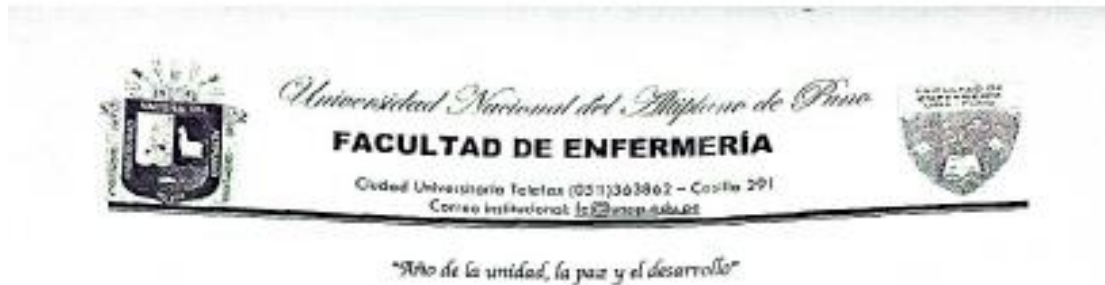 Universidad Nacional del Altiplano de Puno
FACULTAD DE ENFERMERÍA
Ciudad Universitaria Telefax (051)363862 – Casilla 291
Correo institucional:
"Año de la unidad, la paz y el desarrollo"